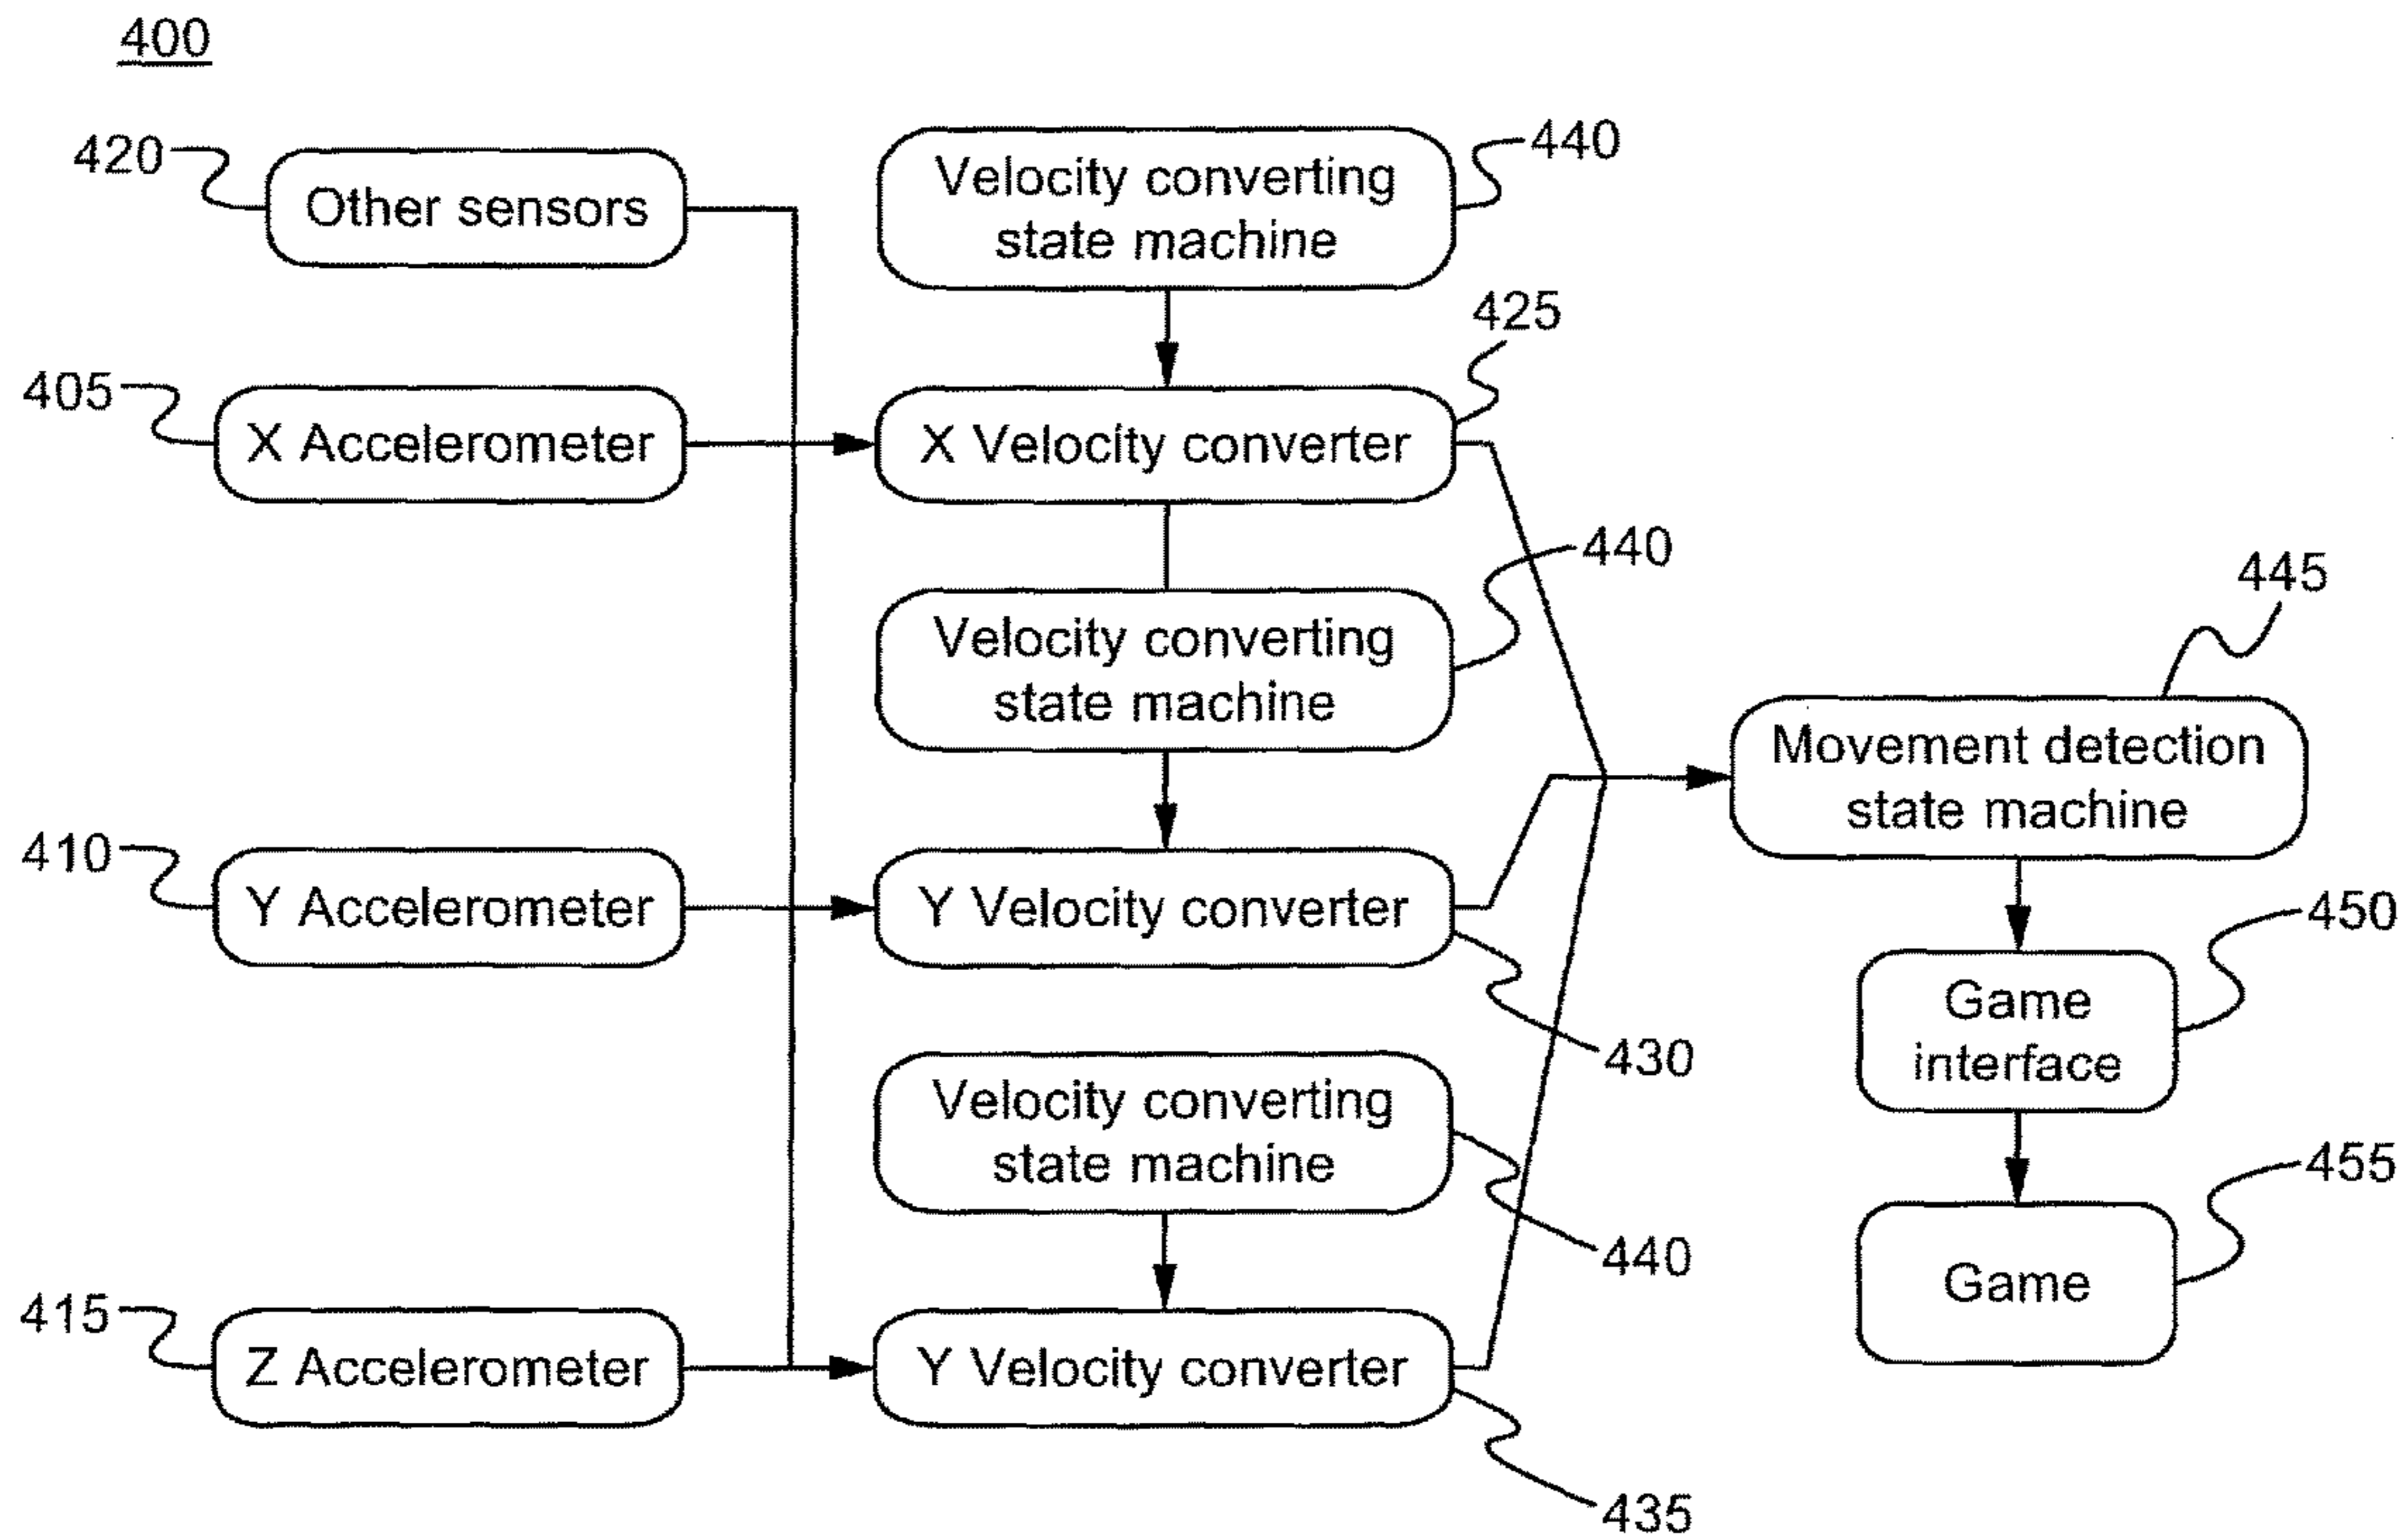 400
420
Other sensors
Velocity converting
state machine
440
425
405
X Accelerometer
X Velocity converter
440
Velocity converting
state machine
445
Movement detection
state machine
410
Y Accelerometer
Y Velocity converter
430
450
Game
interface
Velocity converting
state machine
440
455
Game
415
Z Accelerometer
Y Velocity converter
435